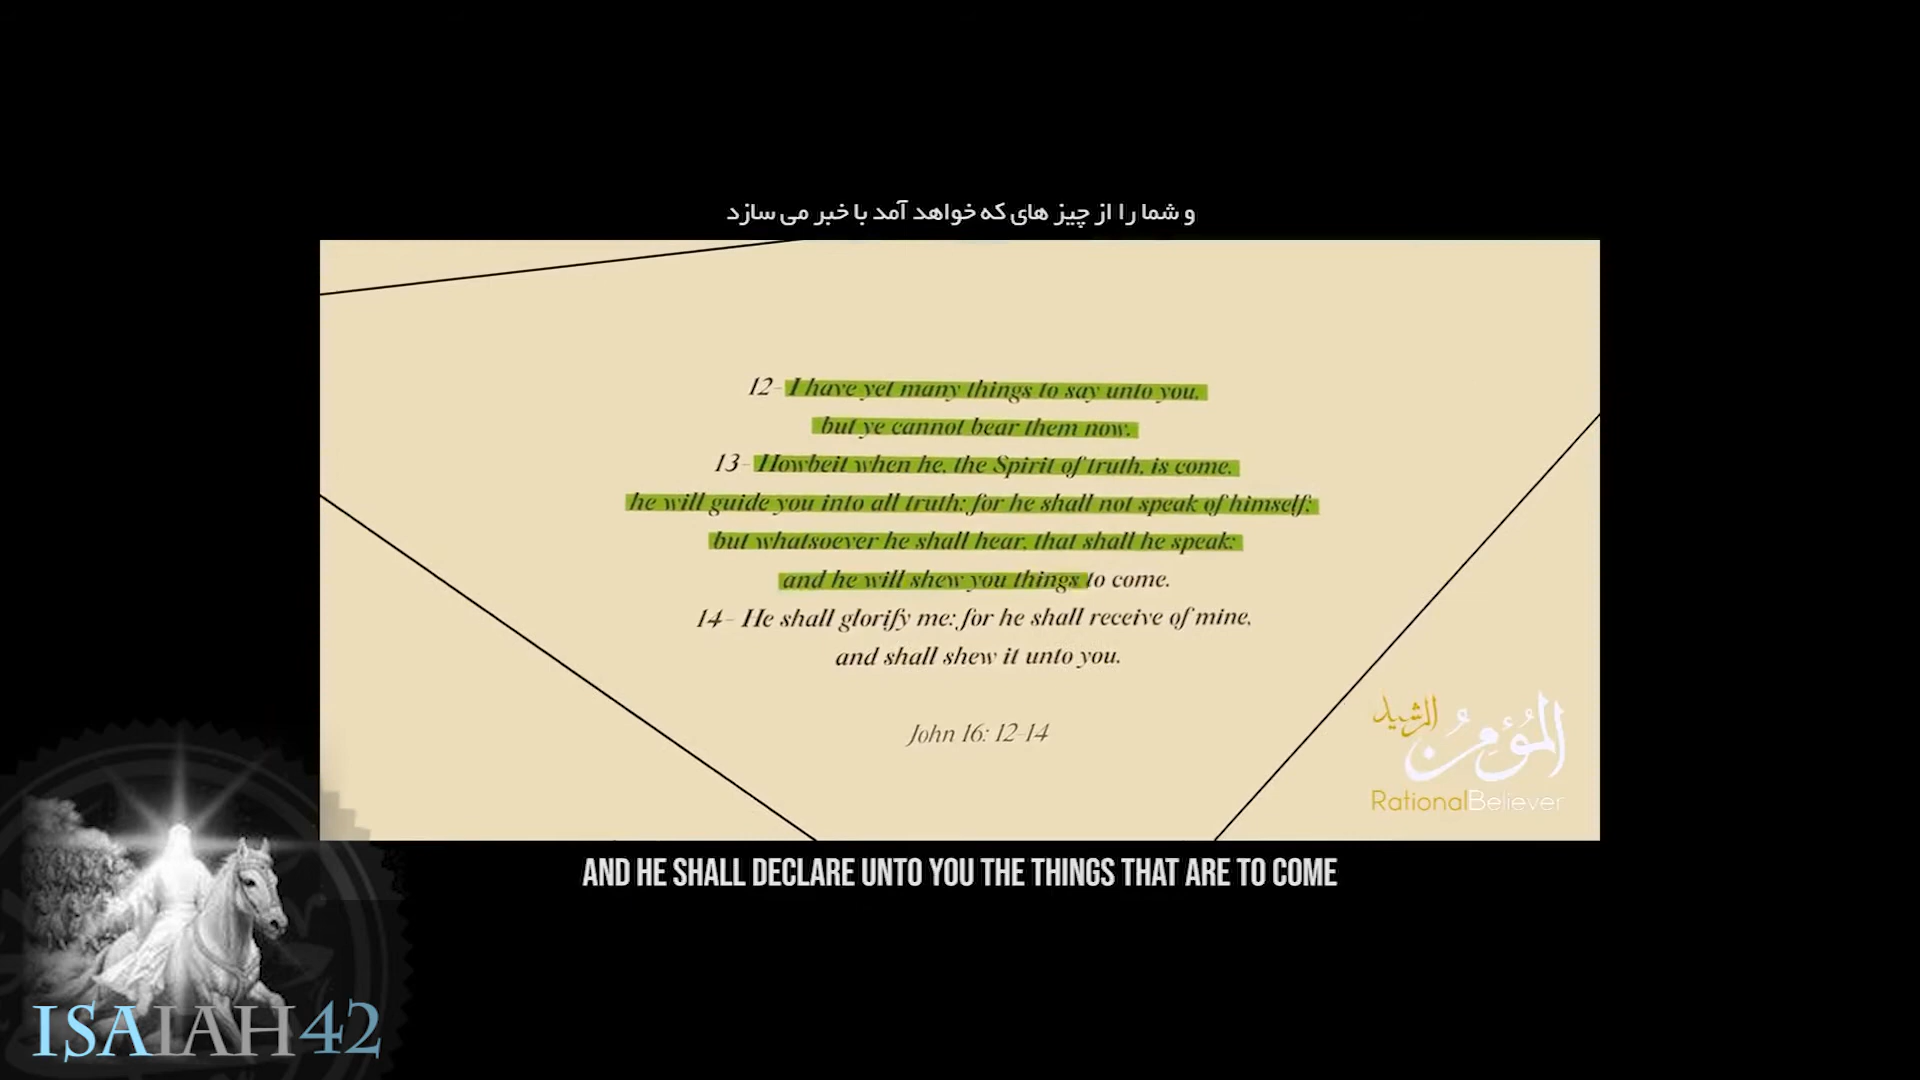 و شما را از چیز های که خواهد آمد با خبر می سازد
12- I have yet many things to say unto you,
but ye cannot bear them now.
13- Howbeit when he, the Spirit of truth, is come,
he will guide you into all truth: for he shall not speak of himself;
but whatsoever he shall hear, that shall he speak:
and he will shew you things to come.
14- He shall glorify me: for he shall receive of mine,
and shall shew it unto you.
John 16: 12-14
المؤمن الرشيد
RationalBeliever
AND HE SHALL DECLARE UNTO YOU THE THINGS THAT ARE TO COME
ISAIAH 42